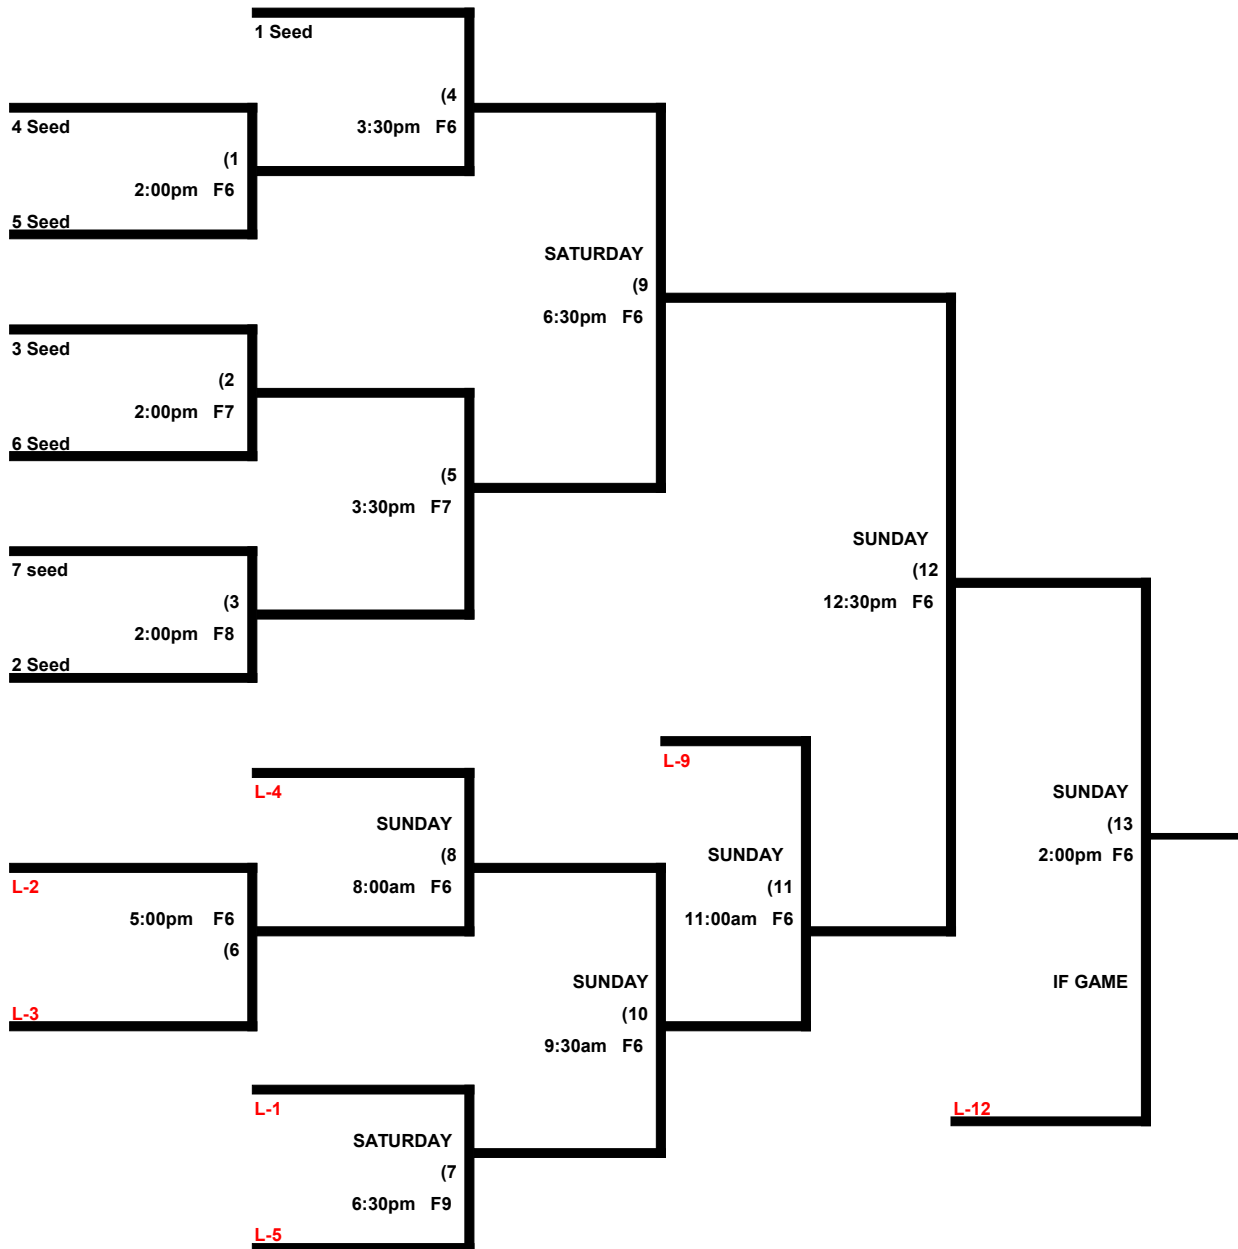 1 Seed
(4
3:30pm F6
4 Seed
(1
2:00pm F6
5 Seed
SATURDAY
(9
6:30pm F6
3 Seed
(2
2:00pm F7
6 Seed
(5
3:30pm F7
7 seed
(3
2:00pm F8
2 Seed
SUNDAY
(12
12:30pm F6
L-4
SUNDAY
(8
8:00am F6
L-2
5:00pm F6
(6
L-3
L-9
SUNDAY
(11
11:00am F6
SUNDAY
(10
9:30am F6
L-1
SATURDAY
(7
6:30pm F9
L-5
SUNDAY
(13
2:00pm F6
IF GAME
L-12